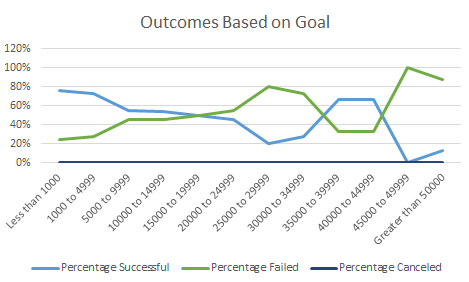 Outcomes Based on Goal
120%
100%
80%
60%
40%
20%
0%
Less than 1000
1000 to 4999
5000 to 9999
10000 to 14999
15000 to 19999
20000 to 24999
25000 to 29999
30000 to 34999
35000 to 39999
40000 to 44999
45000 to 49999
Greater than 50000
Percentage Successful
Percentage Failed
Percentage Canceled